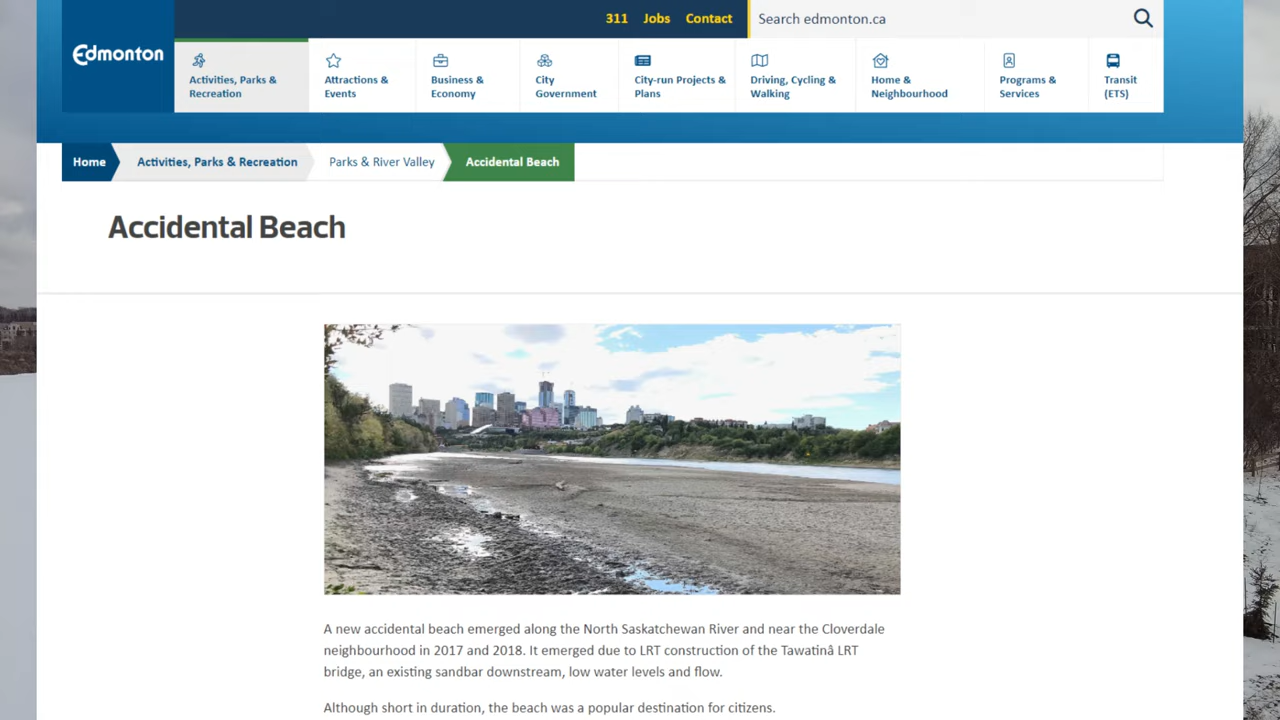 311 Jobs Contact Search edmonton.ca
Edmonton
Activities, Parks & Recreation
Attractions & Events
Business & Economy
City Government
City-run Projects & Plans
Driving, Cycling & Walking
Home & Neighbourhood
Programs & Services
Transit (ETS)
Home Activities, Parks & Recreation Parks & River Valley Accidental Beach
Accidental Beach
A new accidental beach emerged along the North Saskatchewan River and near the Cloverdale
neighbourhood in 2017 and 2018. It emerged due to LRT construction of the Tawatinâ LRT
bridge, an existing sandbar downstream, low water levels and flow.
Although short in duration, the beach was a popular destination for citizens.